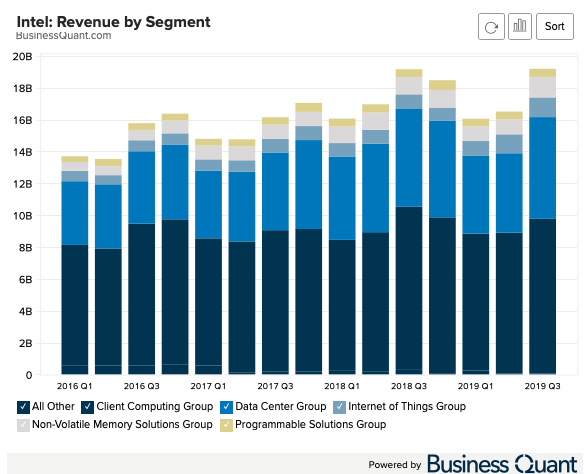 Intel: Revenue by Segment
BusinessQuant.com
Sort
20B
18B
16B
14B
12B
10B
8B
6B
4B
2B
0
2016 Q1 2016 Q3 2017 Q1 2017 Q3 2018 Q1 2018 Q3 2019 Q1 2019 Q3
All Other Client Computing Group Data Center Group Internet of Things Group
Non-Volatile Memory Solutions Group Programmable Solutions Group
Powered by Business Quant